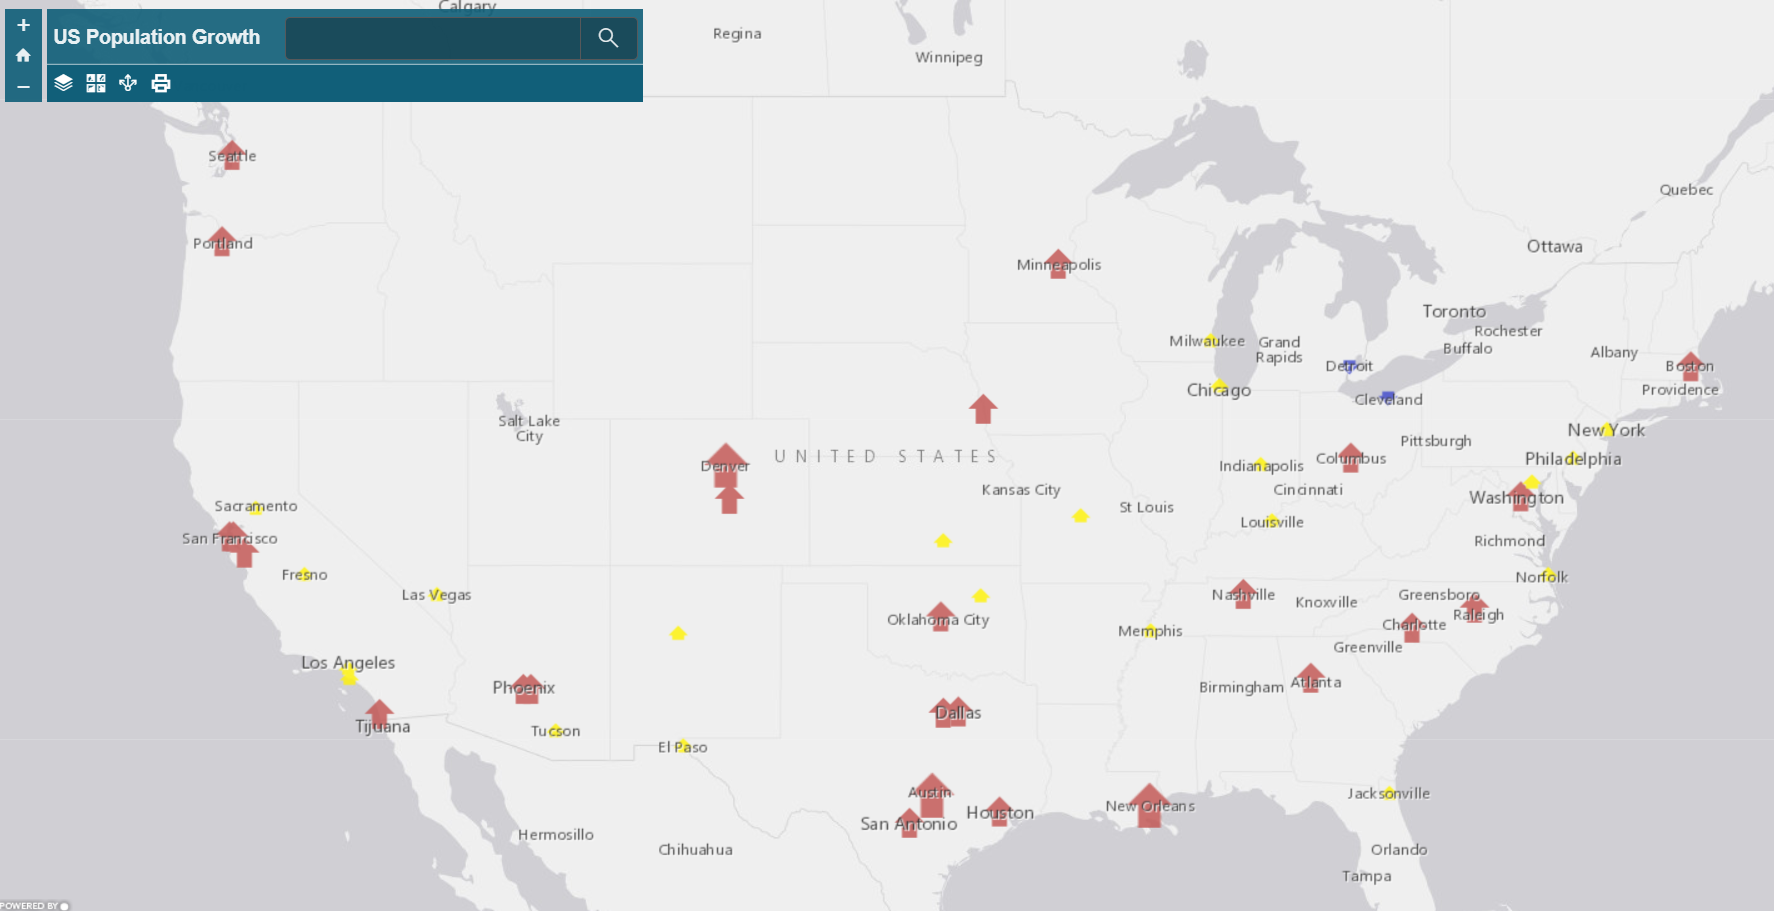 Calgary
US Population Growth
Regina
Winnipeg
Seattle
Quebec
Portland
Ottawa
Minneapolis
Toronto
Rochester
Milwaukee
Grand
Rapids
Buffalo
Albany
Detroit
Boston
Chicago
Cleveland
Providence
Salt Lake
City
New York
Pittsburgh
Denver
UNITED STATES
Indianapolis
Columbus
Philadelphia
Kansas City
Cincinnati
Washington
Sacramento
St Louis
Louisville
San Francisco
Richmond
Fresno
Norfolk
Las Vegas
Nashville
Knoxville
Greensboro
Oklahoma City
Raleigh
Memphis
Charlotte
Greenville
Los Angeles
Phoenix
Birmingham
Atlanta
Tijuana
Dallas
Tucson
El Paso
Austin
Jacksonville
New Orleans
Houston
San Antonio
Hermosillo
Chihuahua
Orlando
Tampa
POWERED BY